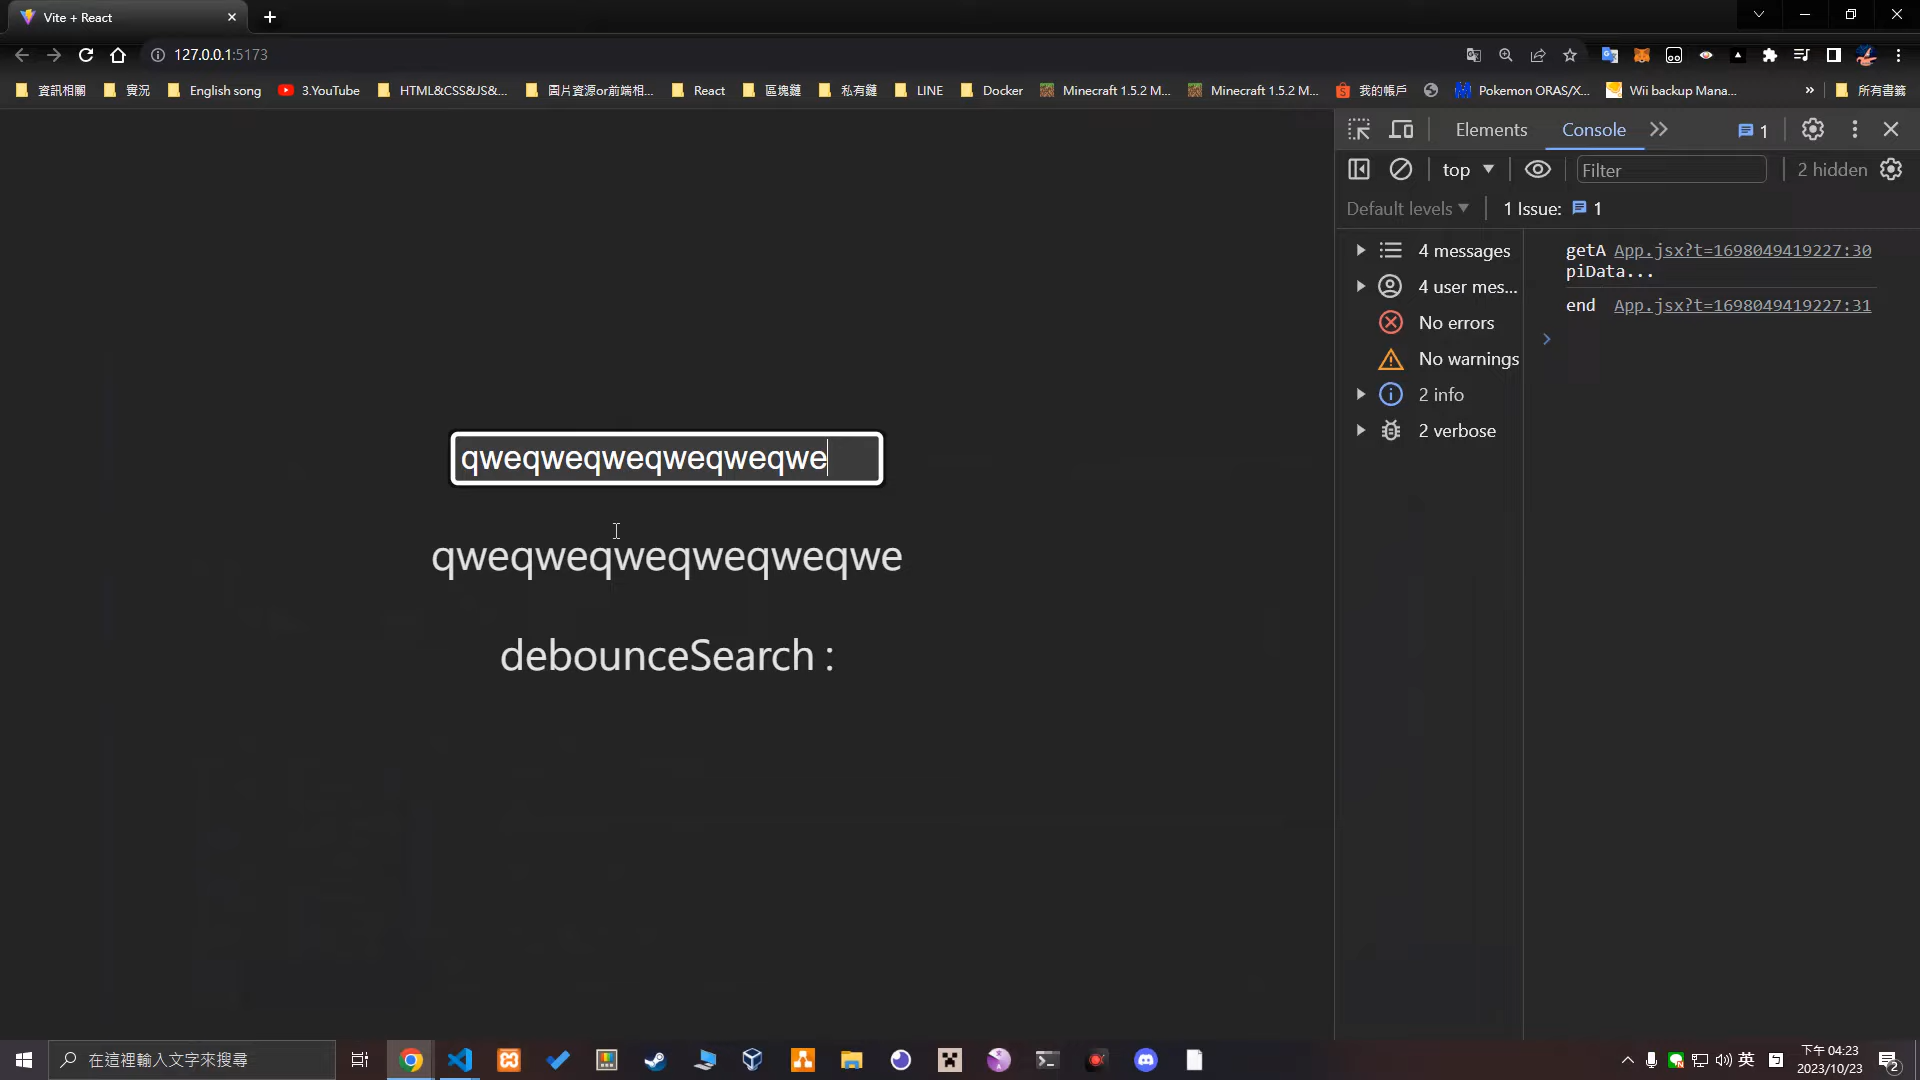 Vite + React
127.0.0.1:5173
資訊相關 實況 English song 3.YouTube HTML&CSS&JS&... 圖片資源or前端相... React 區塊鏈 私有鏈 LINE Docker Minecraft 1.5.2 M... Minecraft 1.5.2 M... 我的帳戶 Pokemon ORAS/X... Wii backup Mana... » 所有書籤
Elements Console 1
top Filter 2 hidden
Default levels 1 Issue: 1
4 messages
4 user mes...
No errors
No warnings
2 info
2 verbose
getA App.jsx?t=1698049419227:30
piData...
end App.jsx?t=1698049419227:31
qweqweqweqweqweqwe
qweqweqweqweqweqwe
debounceSearch :
在這裡輸入文字來搜尋
英
下午 04:23
2023/10/23
2